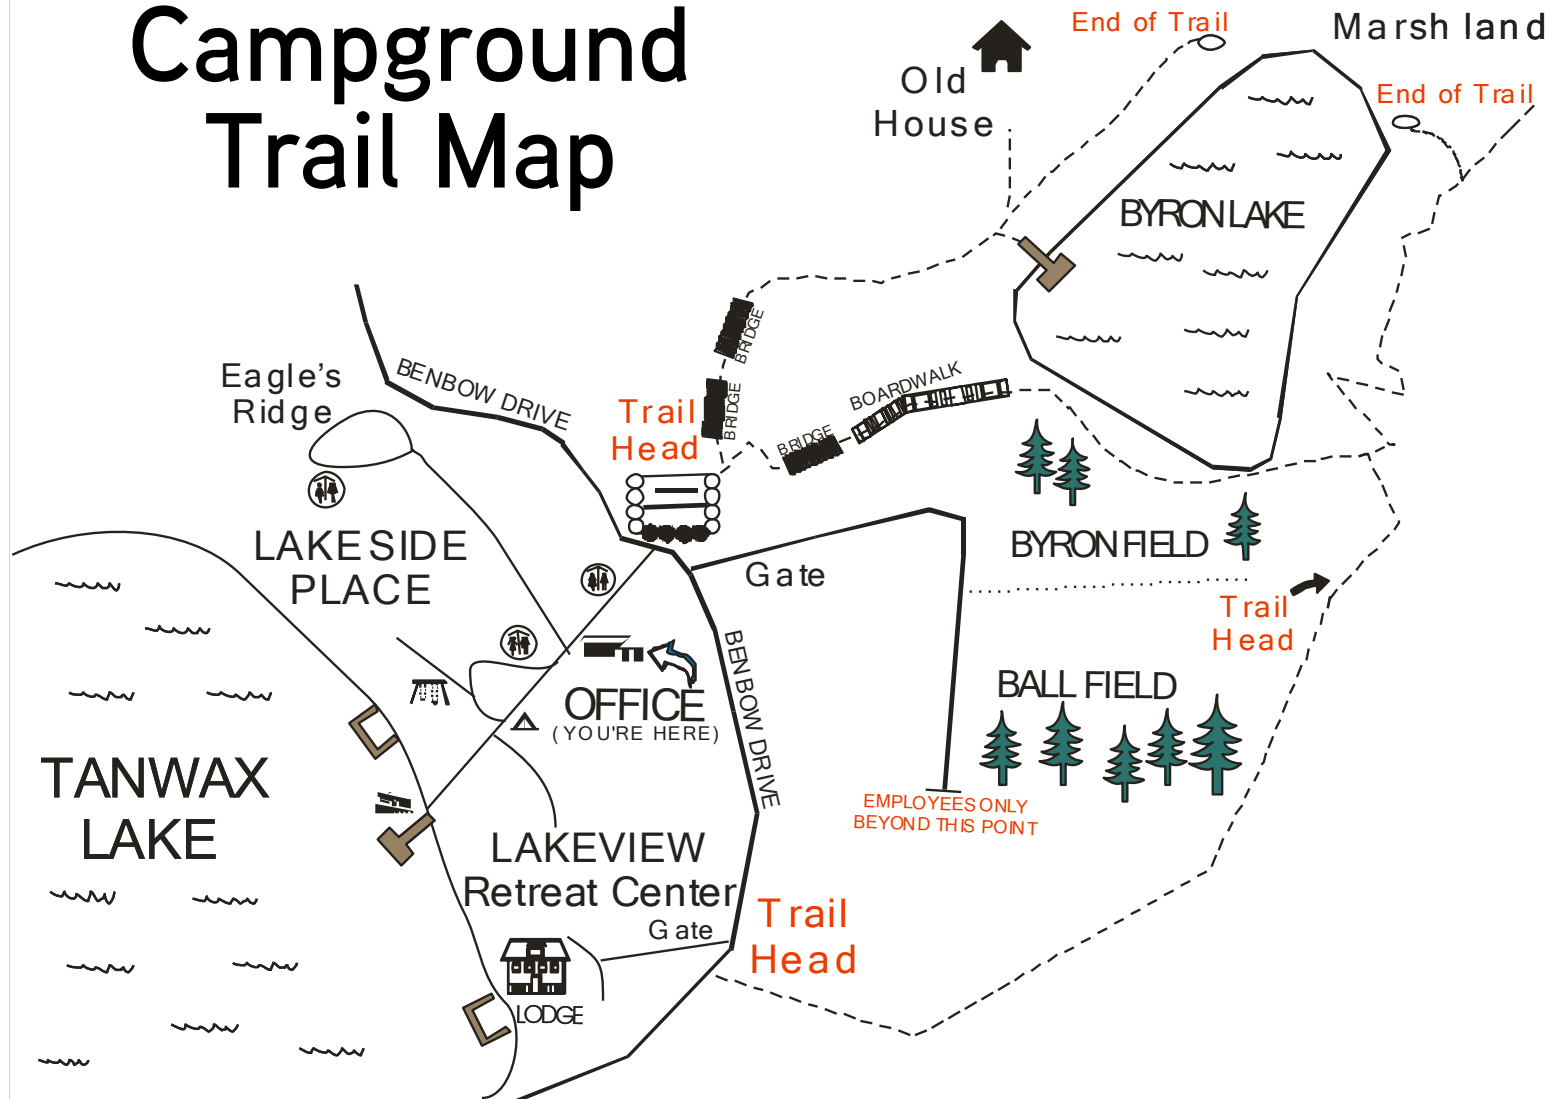 Campground
Trail Map
End of Trail
Marsh land
Old
House
End of Trail
BYRON LAKE
Eagle's
Ridge
BENBOW DRIVE
Trail
Head
BRIDGE
BRIDGE
BRIDGE
BOARDWALK
LAKESIDE
PLACE
BYRON FIELD
Gate
Trail
Head
BENBOW DRIVE
OFFICE
(YOU'RE HERE)
BALL FIELD
TANWAX
LAKE
EMPLOYEES ONLY
BEYOND THIS POINT
LAKEVIEW
Retreat Center
Gate
Trail
Head
LODGE